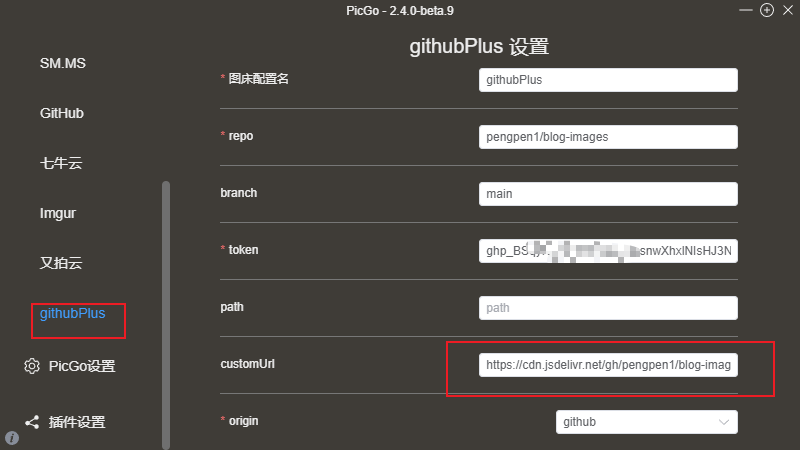 PicGo - 2.4.0-beta.9
githubPlus 设置
SM.MS
GitHub
七牛云
Imgur
又拍云
githubPlus
PicGo设置
插件设置
* 图床配置名
githubPlus
* repo
pengpen1/blog-images
branch
main
* token
path
path
customUrl
https://cdn.jsdelivr.net/gh/pengpen1/blog-imag
* origin
github